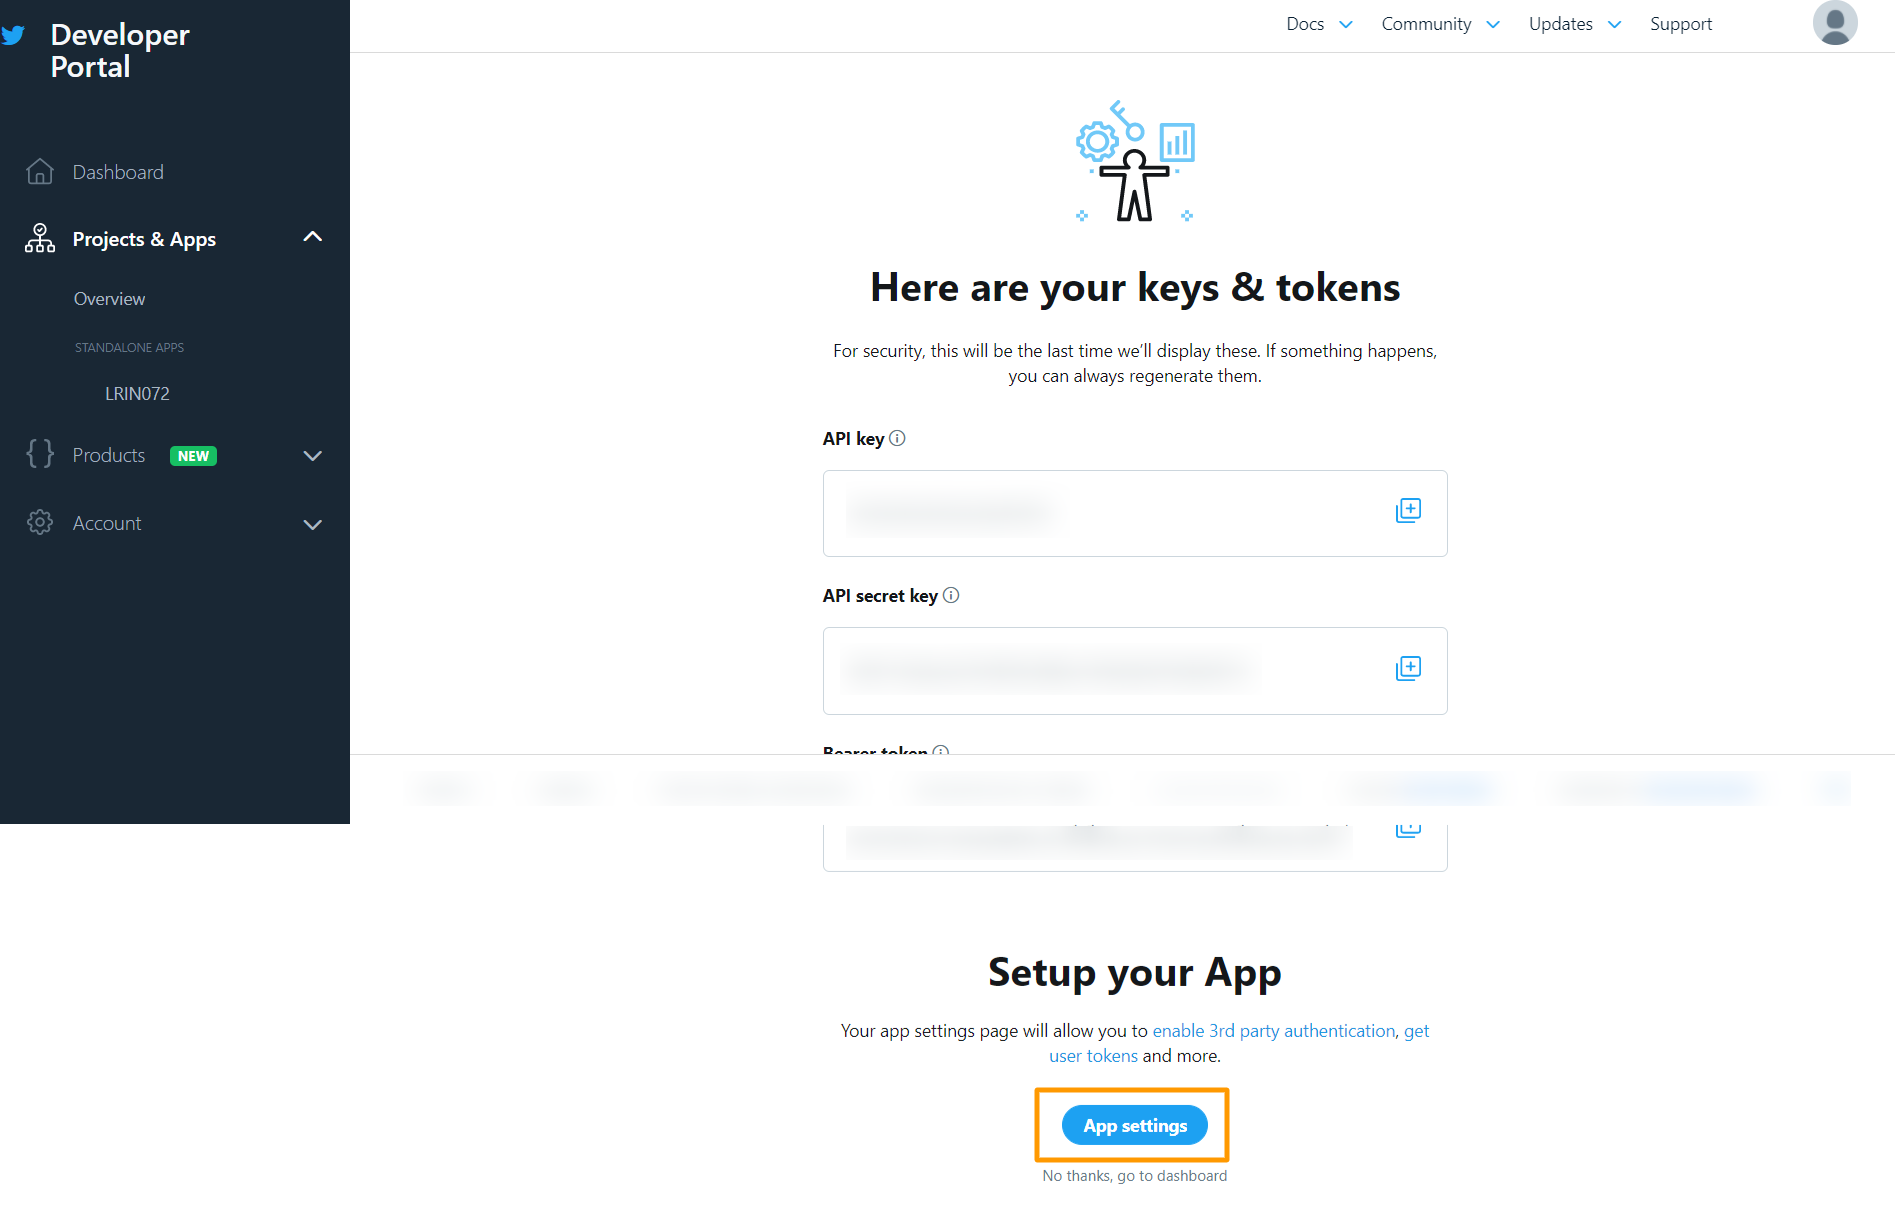 Developer
Portal
Dashboard
Projects & Apps
Overview
STANDALONE APPS
LRIN072
Products NEW
Account
Docs Community Updates Support
Here are your keys & tokens
For security, this will be the last time we'll display these. If something happens,
you can always regenerate them.
API key
API secret key
Bearer token
Setup your App
Your app settings page will allow you to enable 3rd party authentication, get
user tokens and more.
App settings
No thanks, go to dashboard